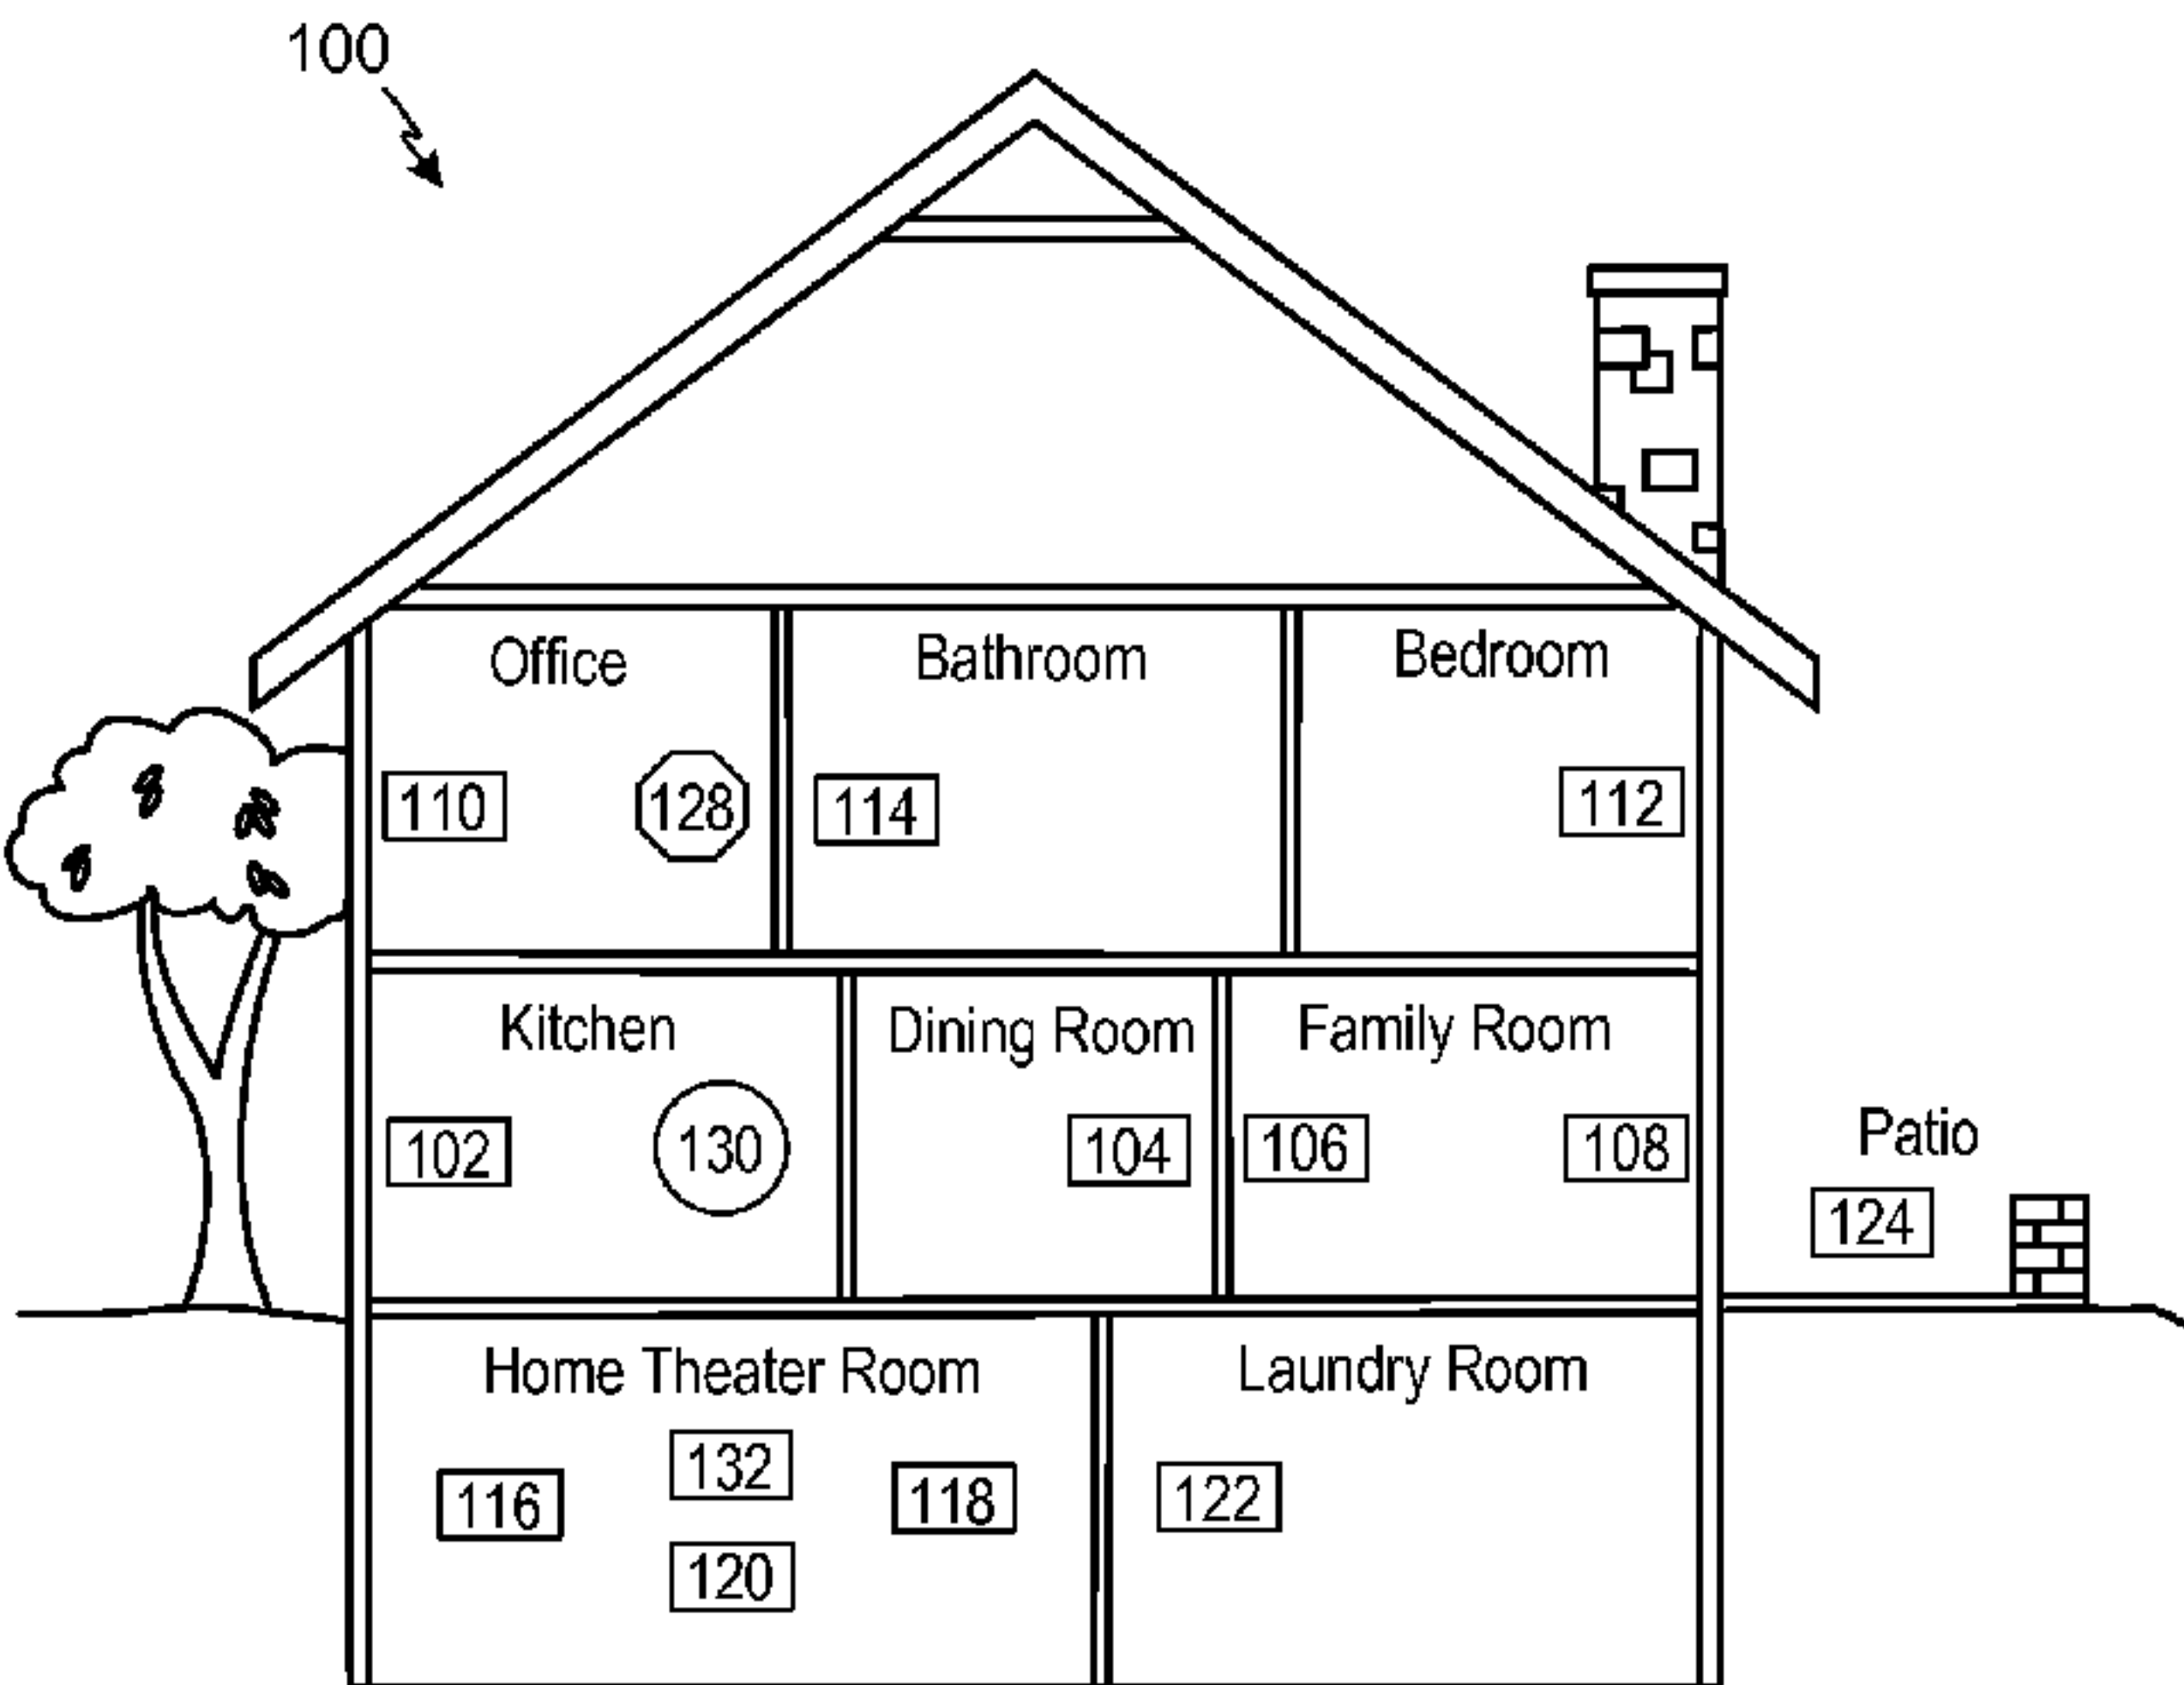 100
Office
Bathroom
Bedroom
110
128
114
112
Kitchen
Dining Room
Family Room
102
130
104
106
108
Patio
124
Home Theater Room
Laundry Room
116
132
118
120
122